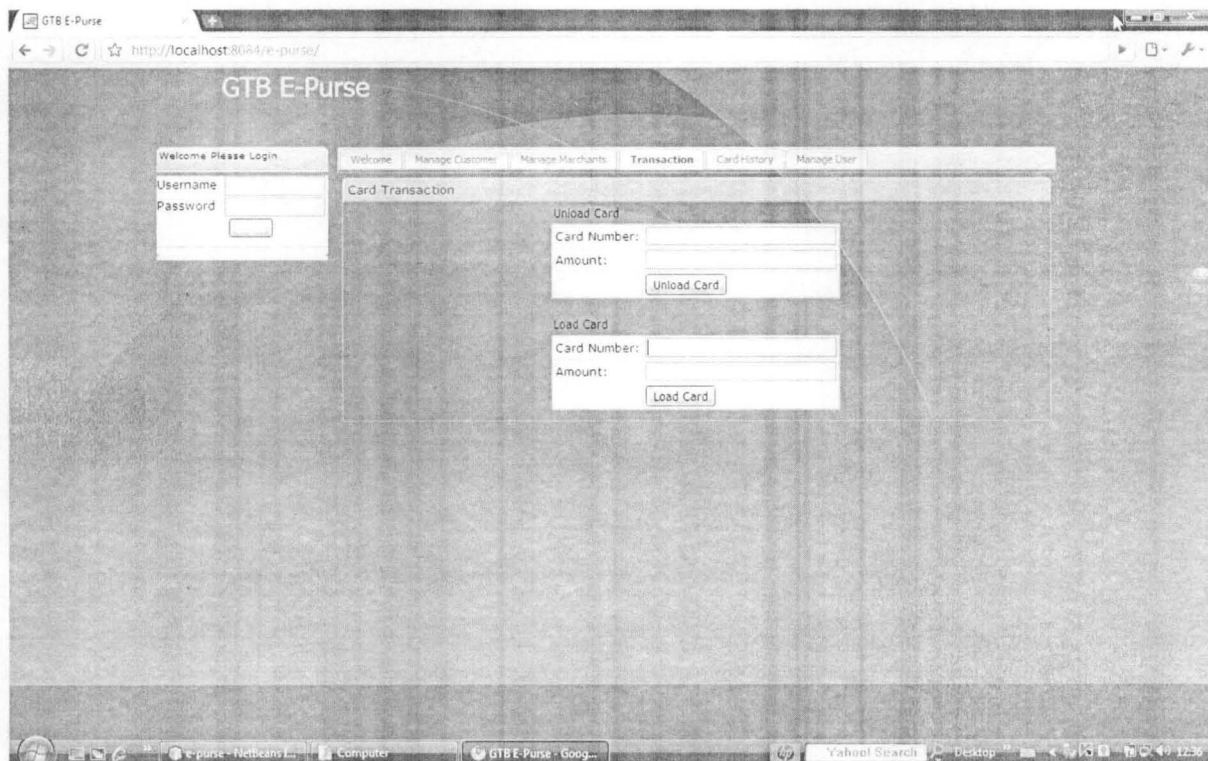 GTB E-Purse
http://localhost:8084/e-purse/
GTB E-Purse
Welcome Please Login
Username
Password
Welcome Manage Customer Manage Marchants Transaction Card History Manage User
Card Transaction
Unload Card
Card Number:
Amount:
Unload Card
Load Card
Card Number:
Amount:
Load Card
e-purse - NetBeans I... Computer GTB E-Purse - Goog... hp Yahoo! Search Desktop 12:36